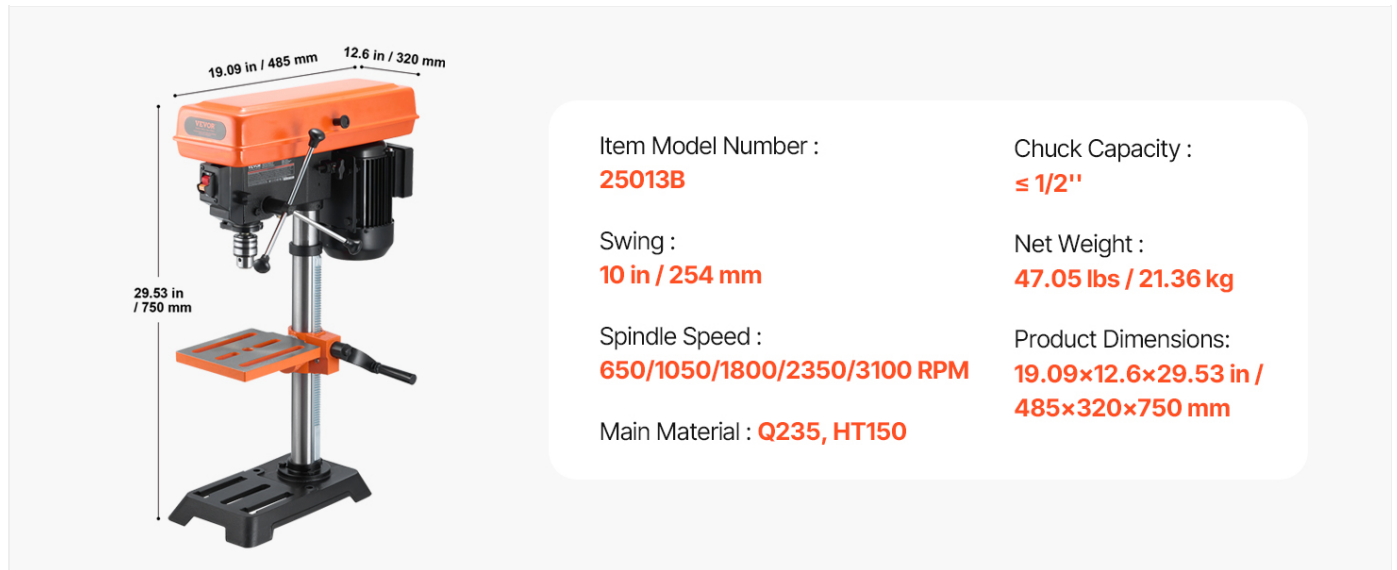 19.09 in / 485 mm
12.6 in / 320 mm
29.53 in
/ 750 mm
VEVOR
Item Model Number :
25013B
Swing :
10 in / 254 mm
Spindle Speed :
650/1050/1800/2350/3100 RPM
Main Material : Q235, HT150
Chuck Capacity :
≤ 1/2''
Net Weight :
47.05 lbs / 21.36 kg
Product Dimensions:
19.09×12.6×29.53 in /
485×320×750 mm